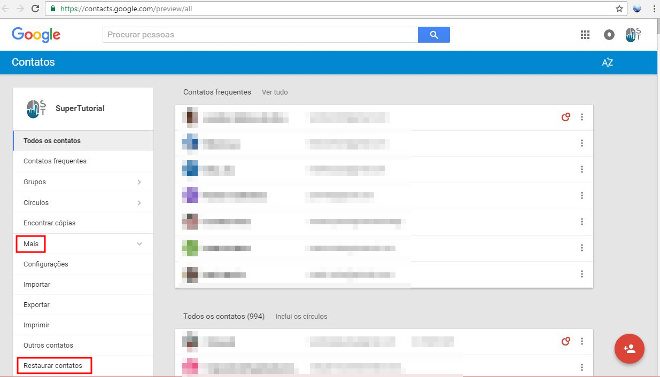 https://contacts.google.com/preview/all
Google
Procurar pessoas
Contatos
AZ
SuperTutorial
Todos os contatos
Contatos frequentes
Grupos
Círculos
Encontrar cópias
Mais
Configurações
Importar
Exportar
Imprimir
Outros contatos
Restaurar contatos
Contatos frequentes Ver tudo
Todos os contatos (994) Inclui os círculos